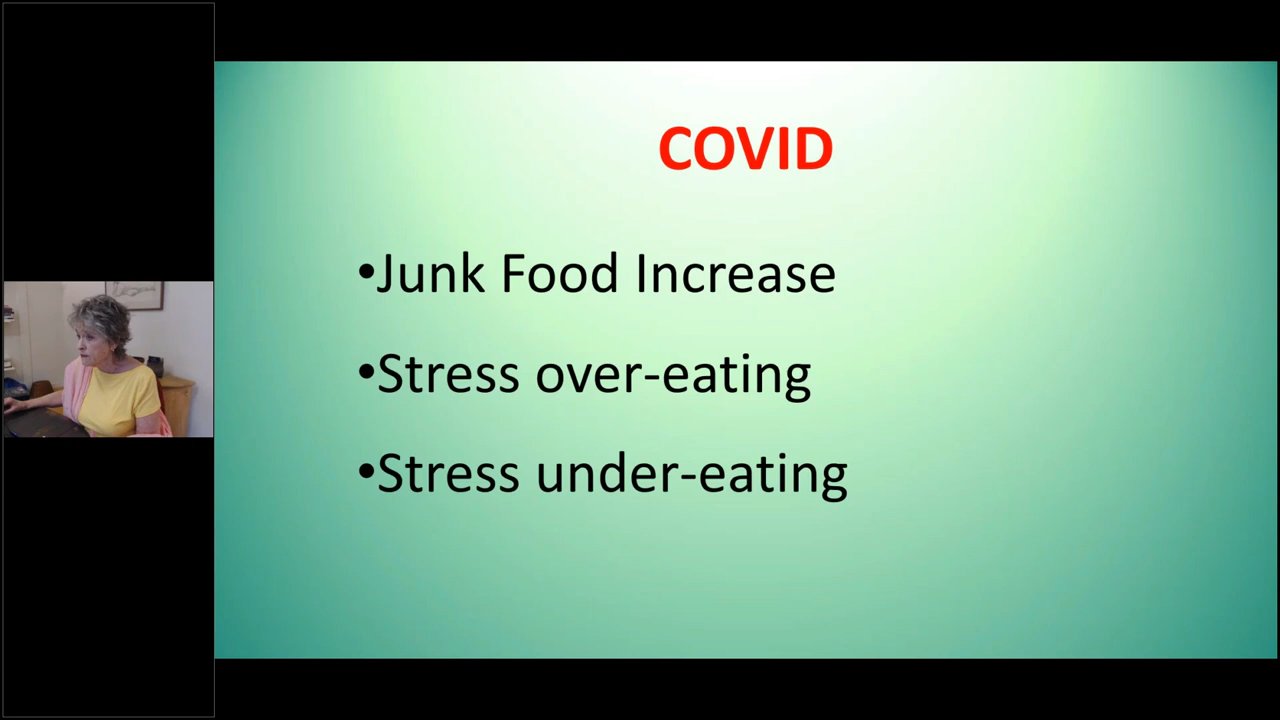 COVID
•Junk Food Increase
•Stress over-eating
•Stress under-eating